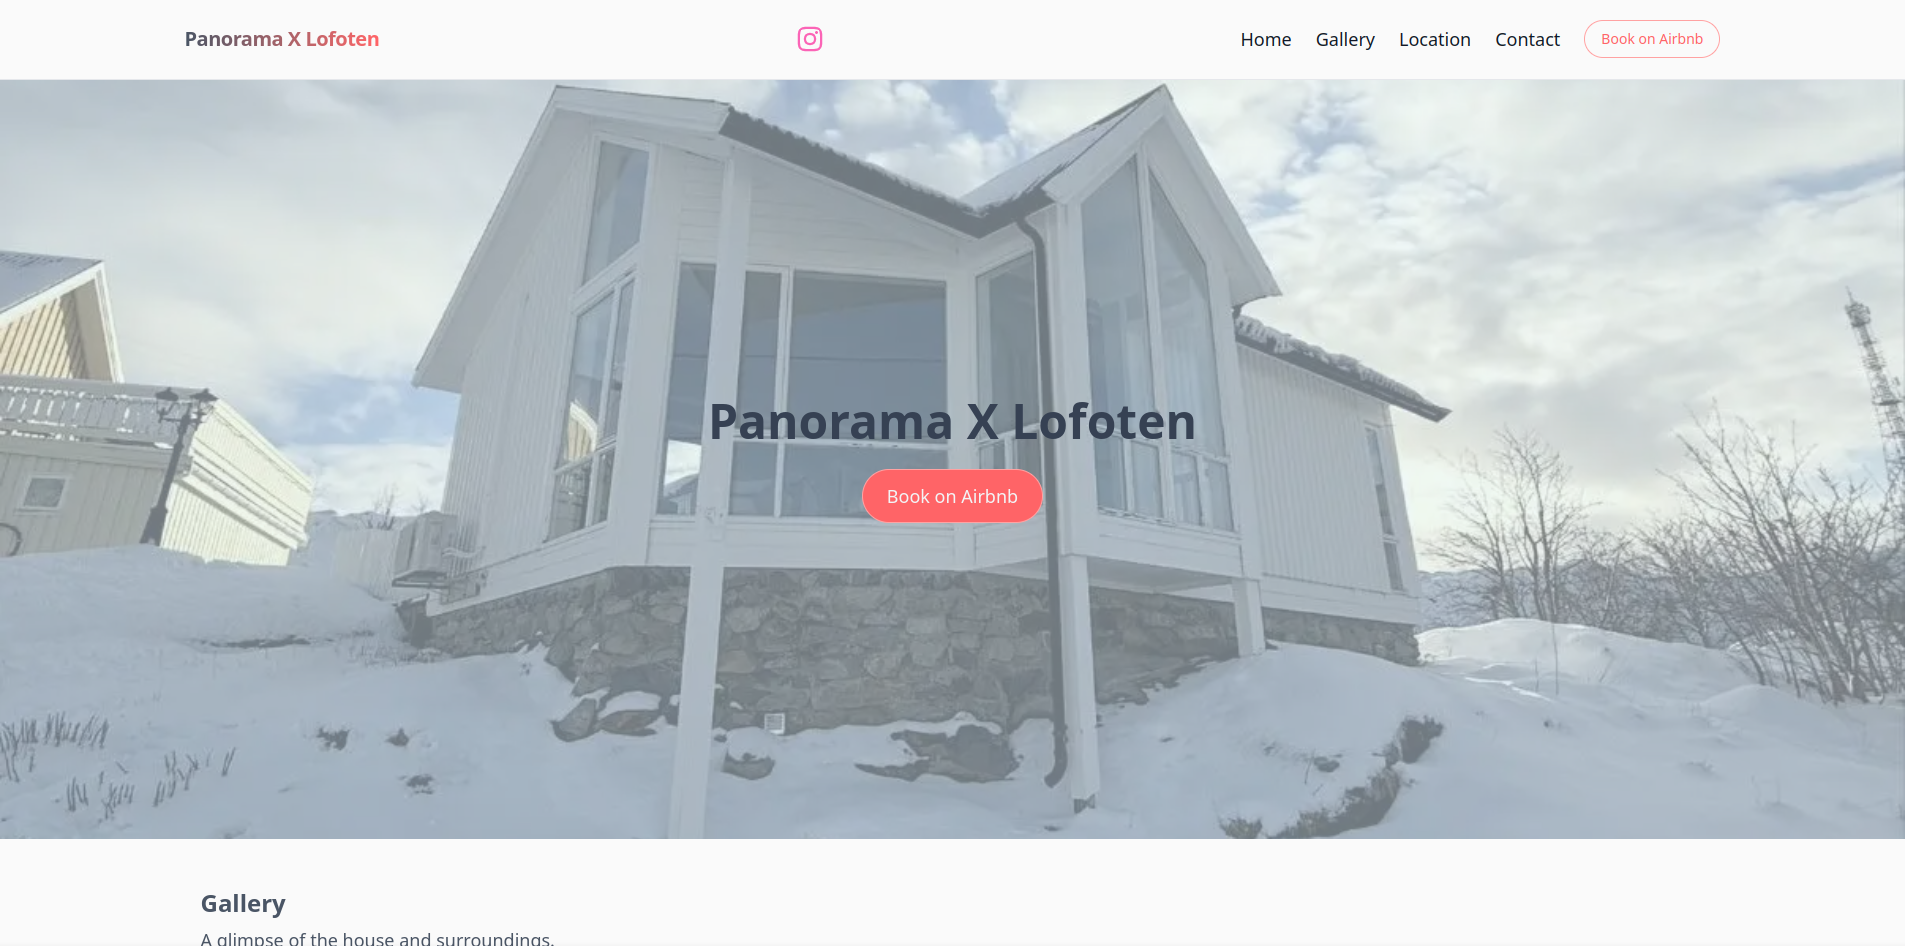 Panorama X Lofoten
Home Gallery Location Contact Book on Airbnb
Panorama X Lofoten
Book on Airbnb
Gallery
A glimpse of the house and surroundings.